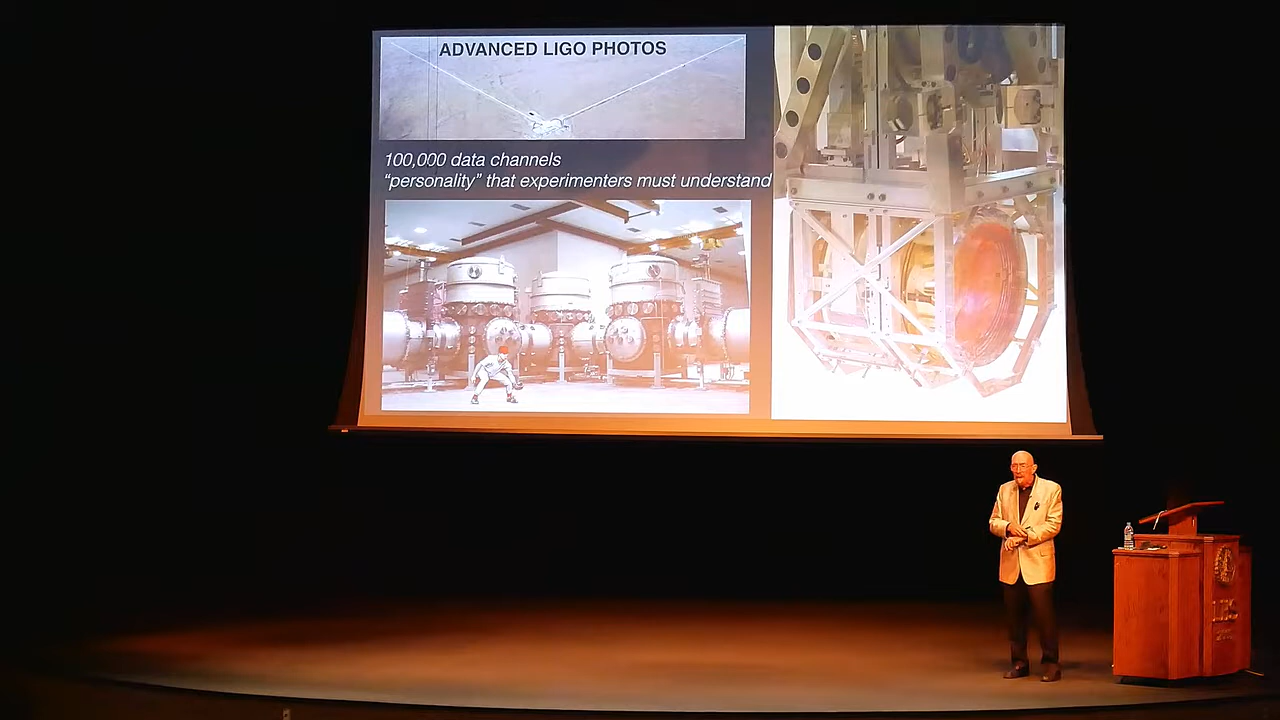 ADVANCED LIGO PHOTOS
100,000 data channels
“personality” that experimenters must understand